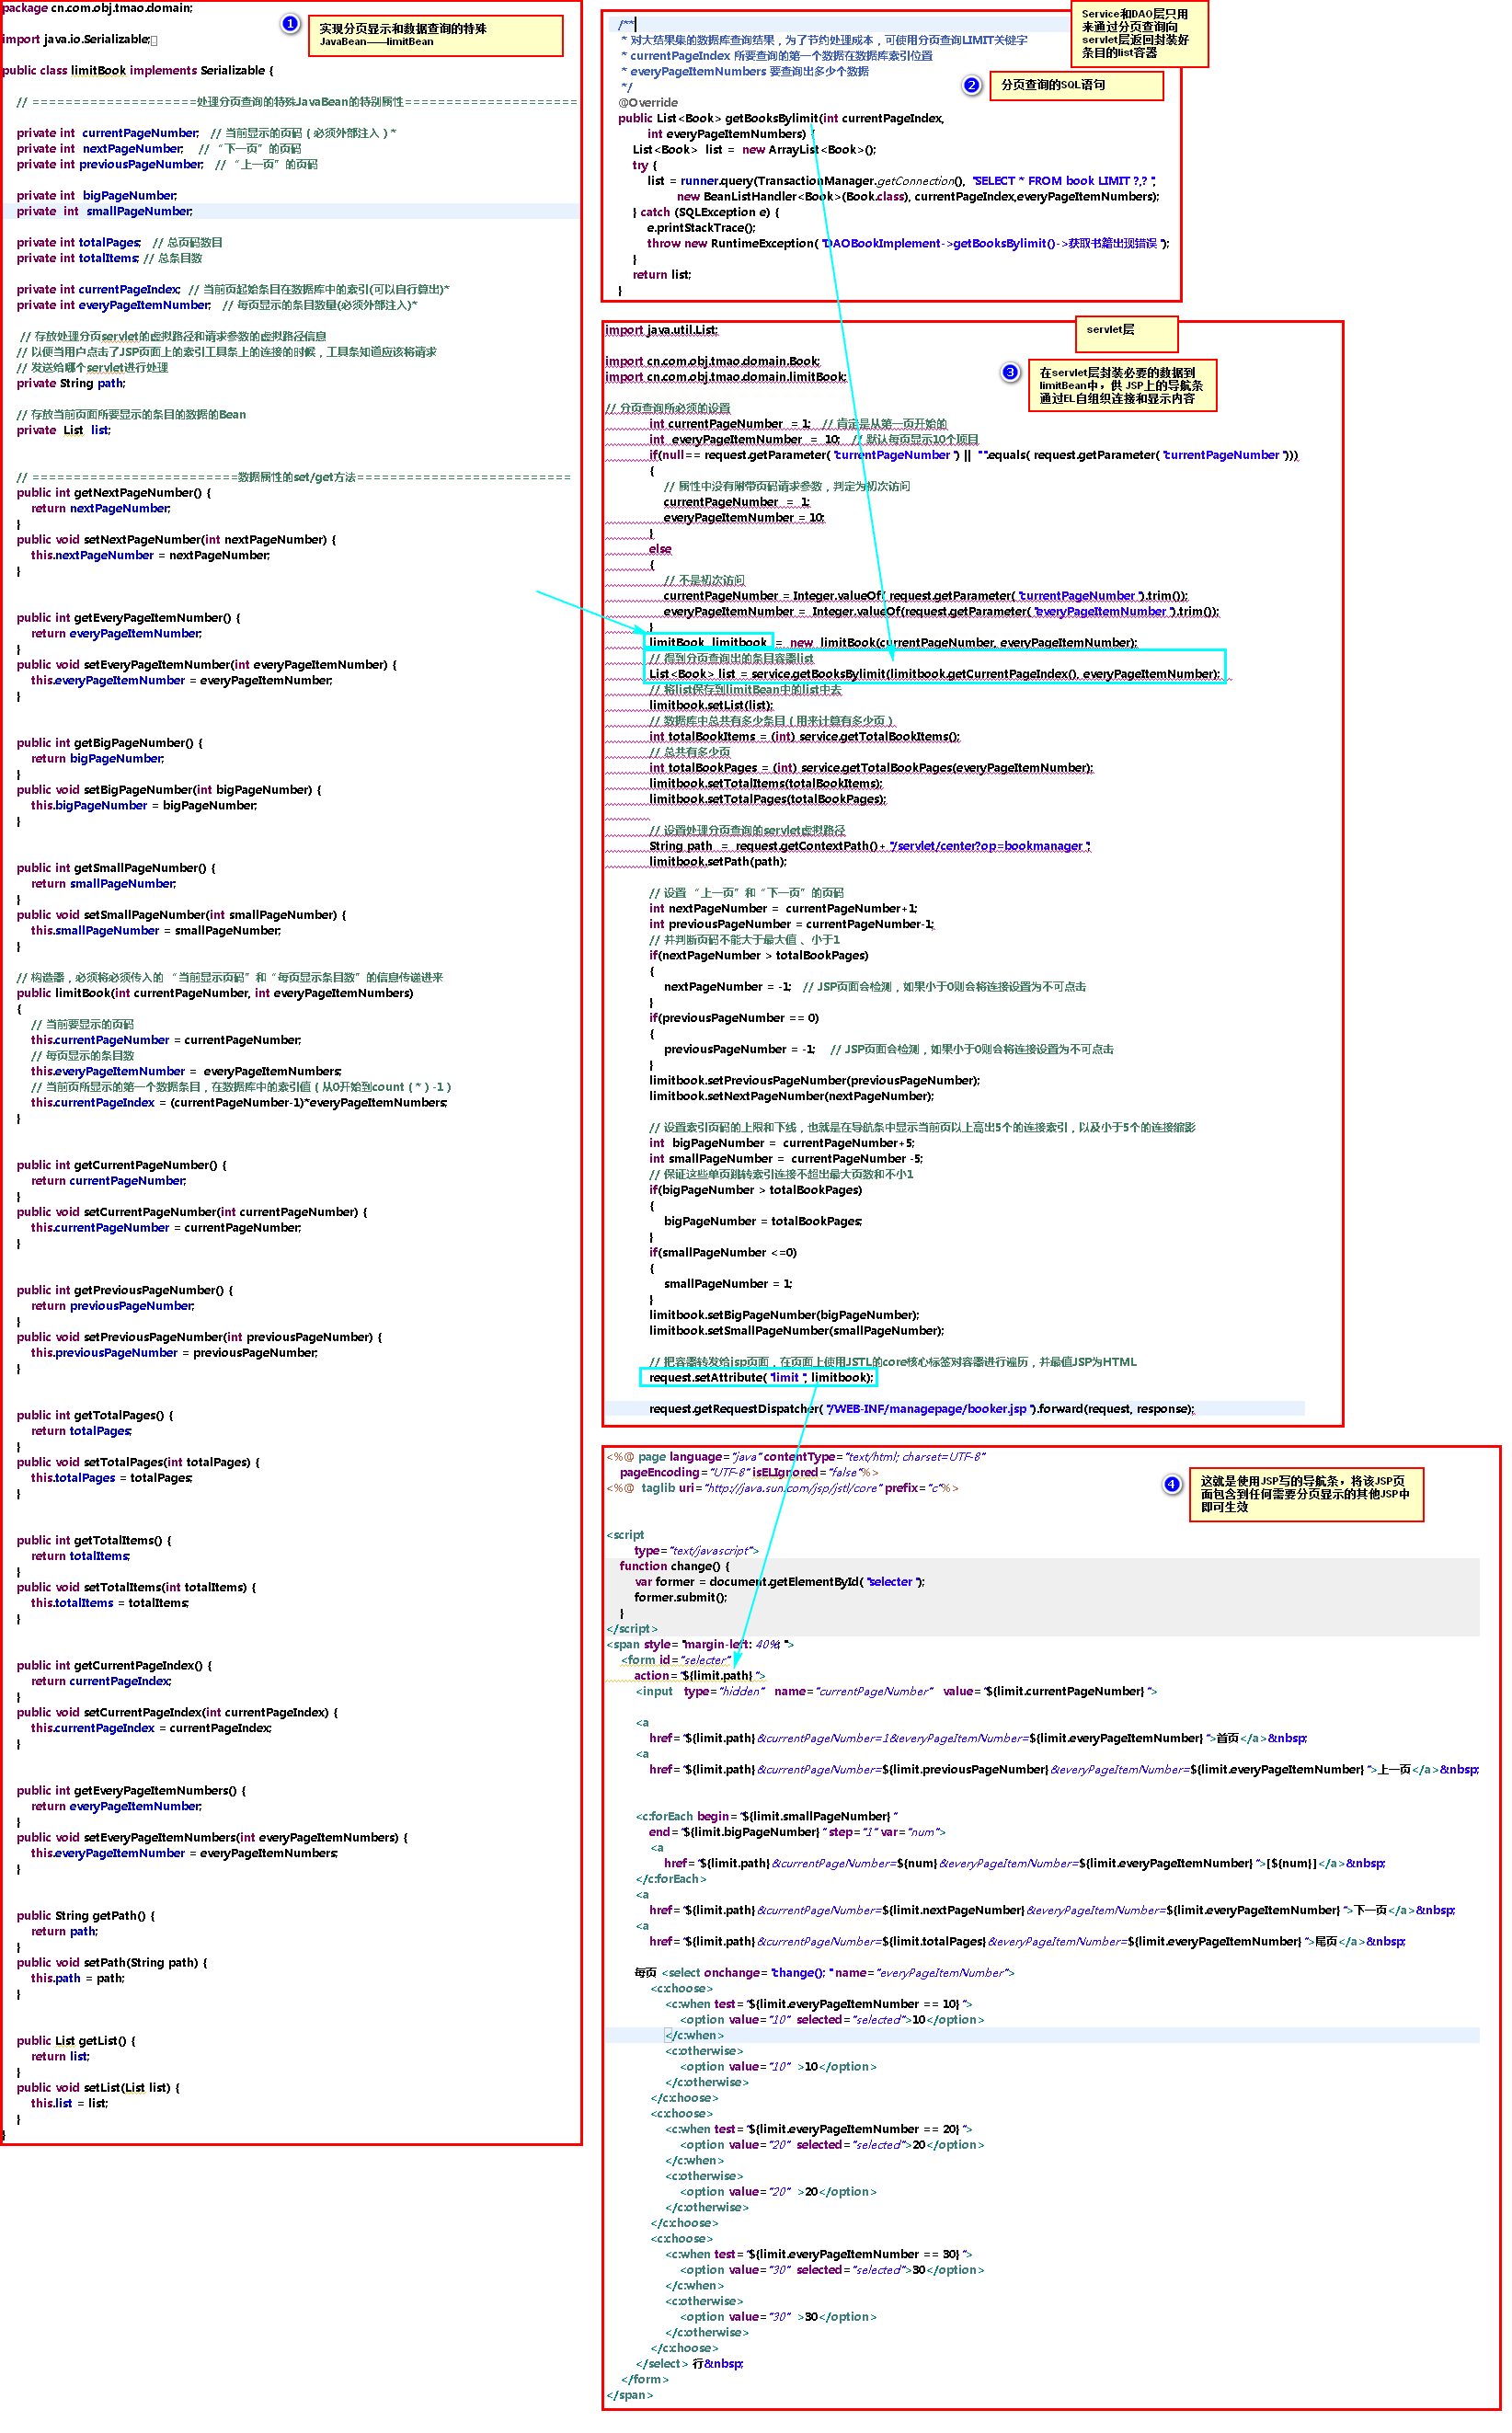 package cn.com.obj.tmao.domain;
import java.io.Serializable;
public class limitBook implements Serializable {
// ====================处理分页查询的特殊JavaBean的特别属性=====================
private int currentPageNumber; // 当前显示的页码（必须外部注入）*
private int nextPageNumber; // “下一页”的页码
private int previousPageNumber; // “上一页”的页码
private int bigPageNumber;
private int smallPageNumber;
private int totalPages; // 总页码数目
private int totalItems; // 总条目数
private int currentPageIndex; // 当前页起始条目在数据库中的索引(可以自行算出)*
private int everyPageItemNumber; // 每页显示的条目数量(必须外部注入)*
// 存放处理分页servlet的虚拟路径和请求参数的虚拟路径信息
// 以便当用户点击了JSP页面上的索引工具条上的连接的时候，工具条知道应该将请求
// 发送给哪个servlet进行处理
private String path;
// 存放当前页面所要显示的条目的数据的Bean
private List list;
// =========================数据属性的set/get方法==========================
public int getNextPageNumber() {
return nextPageNumber;
}
public void setNextPageNumber(int nextPageNumber) {
this.nextPageNumber = nextPageNumber;
}
public int getEveryPageItemNumber() {
return everyPageItemNumber;
}
public void setEveryPageItemNumber(int everyPageItemNumber) {
this.everyPageItemNumber = everyPageItemNumber;
}
public int getBigPageNumber() {
return bigPageNumber;
}
public void setBigPageNumber(int bigPageNumber) {
this.bigPageNumber = bigPageNumber;
}
public int getSmallPageNumber() {
return smallPageNumber;
}
public void setSmallPageNumber(int smallPageNumber) {
this.smallPageNumber = smallPageNumber;
}
// 构造器，必须将必须传入的 “当前显示页码”和“每页显示条目数”的信息传递进来
public limitBook(int currentPageNumber, int everyPageItemNumbers)
{
// 当前要显示的页码
this.currentPageNumber = currentPageNumber;
// 每页显示的条目数
this.everyPageItemNumber = everyPageItemNumbers;
// 当前页所显示的第一个数据条目，在数据库中的索引值（从0开始到count（*）-1）
this.currentPageIndex = (currentPageNumber-1)*everyPageItemNumbers;
}
public int getCurrentPageNumber() {
return currentPageNumber;
}
public void setCurrentPageNumber(int currentPageNumber) {
this.currentPageNumber = currentPageNumber;
}
public int getPreviousPageNumber() {
return previousPageNumber;
}
public void setPreviousPageNumber(int previousPageNumber) {
this.previousPageNumber = previousPageNumber;
}
public int getTotalPages() {
return totalPages;
}
public void setTotalPages(int totalPages) {
this.totalPages = totalPages;
}
public int getTotalItems() {
return totalItems;
}
public void setTotalItems(int totalItems) {
this.totalItems = totalItems;
}
public int getCurrentPageIndex() {
return currentPageIndex;
}
public void setCurrentPageIndex(int currentPageIndex) {
this.currentPageIndex = currentPageIndex;
}
public int getEveryPageItemNumbers() {
return everyPageItemNumber;
}
public void setEveryPageItemNumbers(int everyPageItemNumbers) {
this.everyPageItemNumber = everyPageItemNumbers;
}
public String getPath() {
return path;
}
public void setPath(String path) {
this.path = path;
}
public List getList() {
return list;
}
public void setList(List list) {
this.list = list;
}
}
1
实现分页显示和数据查询的特殊
JavaBean——limitBean
/**
* 对大结果集的数据库查询结果，为了节约处理成本，可使用分页查询LIMIT关键字
* currentPageIndex 所要查询的第一个数据在数据库索引位置
* everyPageItemNumbers 要查询出多少个数据
*/
@Override
public List<Book> getBooksBylimit(int currentPageIndex,
int everyPageItemNumbers) {
List<Book> list = new ArrayList<Book>();
try {
list = runner.query(TransactionManager.getConnection(), "SELECT * FROM book LIMIT ?,? ",
new BeanListHandler<Book>(Book.class), currentPageIndex,everyPageItemNumbers);
} catch (SQLException e) {
e.printStackTrace();
throw new RuntimeException( "DAOBookImplement->getBooksBylimit()->获取书籍出现错误 ");
}
return list;
}
Service和DAO层只用
来通过分页查询向
servlet层返回封装好
条目的list容器
2
分页查询的SQL语句
import java.util.List;
import cn.com.obj.tmao.domain.Book;
import cn.com.obj.tmao.domain.limitBook;
// 分页查询所必须的设置
int currentPageNumber = 1; // 肯定是从第一页开始的
int everyPageItemNumber = 10; // 默认每页显示10个项目
if(null== request.getParameter( "currentPageNumber ") || " ".equals( request.getParameter( "currentPageNumber ")))
{
// 属性中没有附带页码请求参数，判定为初次访问
currentPageNumber = 1;
everyPageItemNumber = 10;
}
else
{
// 不是初次访问
currentPageNumber = Integer.valueOf( request.getParameter( "currentPageNumber ").trim());
everyPageItemNumber = Integer.valueOf(request.getParameter( "everyPageItemNumber ").trim());
}
limitBook limitbook = new limitBook(currentPageNumber, everyPageItemNumber);
// 得到分页查询出的条目容器list
List<Book> list = service.getBooksBylimit(limitbook.getCurrentPageIndex(), everyPageItemNumber);
// 将list保存到limitBean中的list中去
limitbook.setList(list);
// 数据库中总共有多少条目（用来计算有多少页）
int totalBookItems = (int) service.getTotalBookItems();
// 总共有多少页
int totalBookPages = (int) service.getTotalBookPages(everyPageItemNumber);
limitbook.setTotalItems(totalBookItems);
limitbook.setTotalPages(totalBookPages);
// 设置处理分页查询的servlet虚拟路径
String path = request.getContextPath()+ "/servlet/center?op=bookmanager ";
limitbook.setPath(path);
// 设置 “上一页”和“下一页”的页码
int nextPageNumber = currentPageNumber+1;
int previousPageNumber = currentPageNumber-1;
// 并判断页码不能大于最大值 、小于1
if(nextPageNumber > totalBookPages)
{
nextPageNumber = -1; // JSP页面会检测，如果小于0则会将连接设置为不可点击
}
if(previousPageNumber == 0)
{
previousPageNumber = -1; // JSP页面会检测，如果小于0则会将连接设置为不可点击
}
limitbook.setPreviousPageNumber(previousPageNumber);
limitbook.setNextPageNumber(nextPageNumber);
// 设置索引页码的上限和下线，也就是在导航条中显示当前页以上高出5个的连接索引，以及小于5个的连接缩影
int bigPageNumber = currentPageNumber+5;
int smallPageNumber = currentPageNumber -5;
// 保证这些单页跳转索引连接不超出最大页数和不小1
if(bigPageNumber > totalBookPages)
{
bigPageNumber = totalBookPages;
}
if(smallPageNumber <=0)
{
smallPageNumber = 1;
}
limitbook.setBigPageNumber(bigPageNumber);
limitbook.setSmallPageNumber(smallPageNumber);
// 把容器转发给jsp页面，在页面上使用JSTL的core核心标签对容器进行遍历，并最值JSP为HTML
request.setAttribute( "limit ", limitbook);
request.getRequestDispatcher( "/WEB-INF/managepage/booker.jsp ").forward(request, response);
servlet层
3
在servlet层封装必要的数据到
limitBean中，供 JSP上的导航条
通过EL自组织连接和显示内容
<%@ page language="java" contentType="text/html; charset=UTF-8"
pageEncoding="UTF-8" isELIgnored="false"%>
<%@ taglib uri="http://java.sun.com/jsp/jstl/core" prefix="c"%>
<script
type="text/javascript">
function change() {
var former = document.getElementById( "selecter ");
former.submit();
}
</script>
<span style= "margin-left: 40%; ">
<form id="selecter"
action="${limit.path} ">
<input type="hidden" name="currentPageNumber" value="${limit.currentPageNumber} ">
<a
href="${limit.path} &currentPageNumber=1&everyPageItemNumber=${limit.everyPageItemNumber} ">首页</a>&nbsp;
<a
href="${limit.path} &currentPageNumber=${limit.previousPageNumber} &everyPageItemNumber=${limit.everyPageItemNumber} ">上一页</a>&nbsp;
<c:forEach begin="${limit.smallPageNumber} "
end="${limit.bigPageNumber} " step="1" var="num">
<a
href="${limit.path} &currentPageNumber=${num} &everyPageItemNumber=${limit.everyPageItemNumber} ">[${num}]</a>&nbsp;
</c:forEach>
<a
href="${limit.path} &currentPageNumber=${limit.nextPageNumber} &everyPageItemNumber=${limit.everyPageItemNumber} ">下一页</a>&nbsp;
<a
href="${limit.path} &currentPageNumber=${limit.totalPages} &everyPageItemNumber=${limit.everyPageItemNumber} ">尾页</a>&nbsp;
每页 <select onchange= "change(); " name="everyPageItemNumber">
<c:choose>
<c:when test="${limit.everyPageItemNumber == 10} ">
<option value="10" selected="selected">10</option>
</c:when>
<c:otherwise>
<option value="10" >10</option>
</c:otherwise>
</c:choose>
<c:choose>
<c:when test="${limit.everyPageItemNumber == 20} ">
<option value="20" selected="selected">20</option>
</c:when>
<c:otherwise>
<option value="20" >20</option>
</c:otherwise>
</c:choose>
<c:choose>
<c:when test="${limit.everyPageItemNumber == 30} ">
<option value="30" selected="selected">30</option>
</c:when>
<c:otherwise>
<option value="30" >30</option>
</c:otherwise>
</c:choose>
</select> 行&nbsp;
</form>
</span>
4
这就是使用JSP写的导航条，将该JSP页
面包含到任何需要分页显示的其他JSP中
即可生效